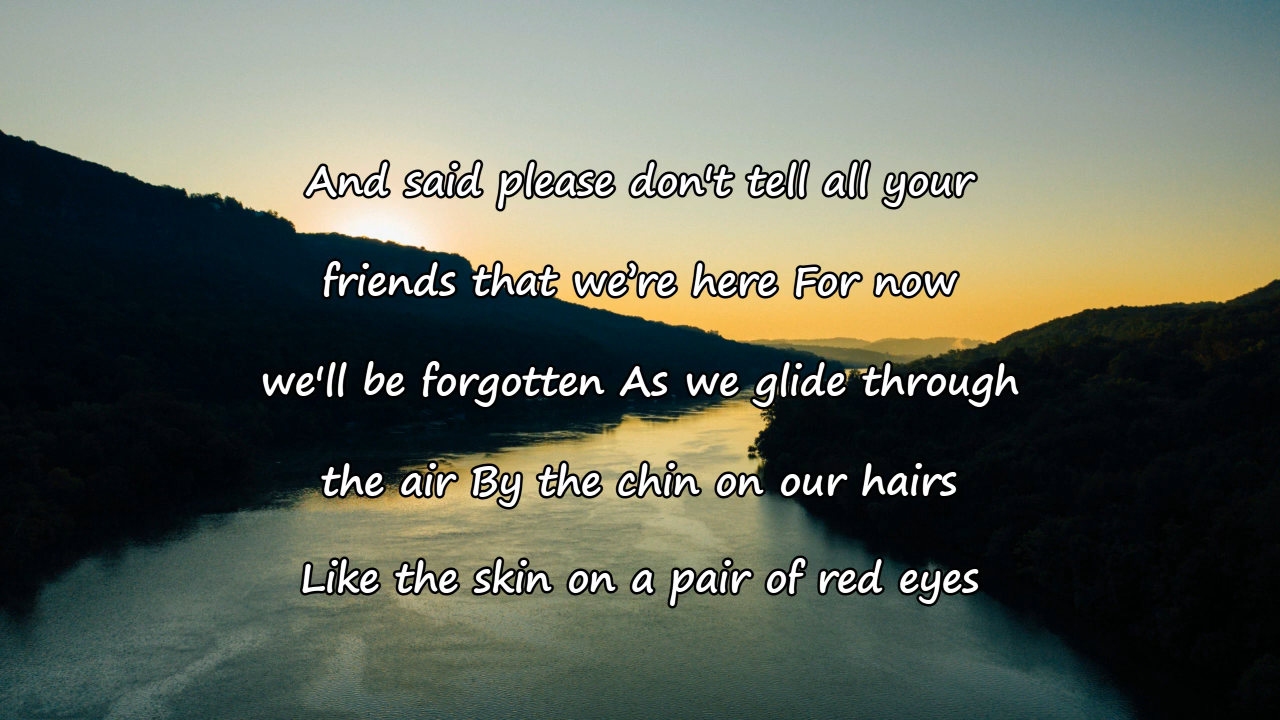 And said please don't tell all your
friends that we’re here For now
we'll be forgotten As we glide through
the air By the chin on our hairs
Like the skin on a pair of red eyes